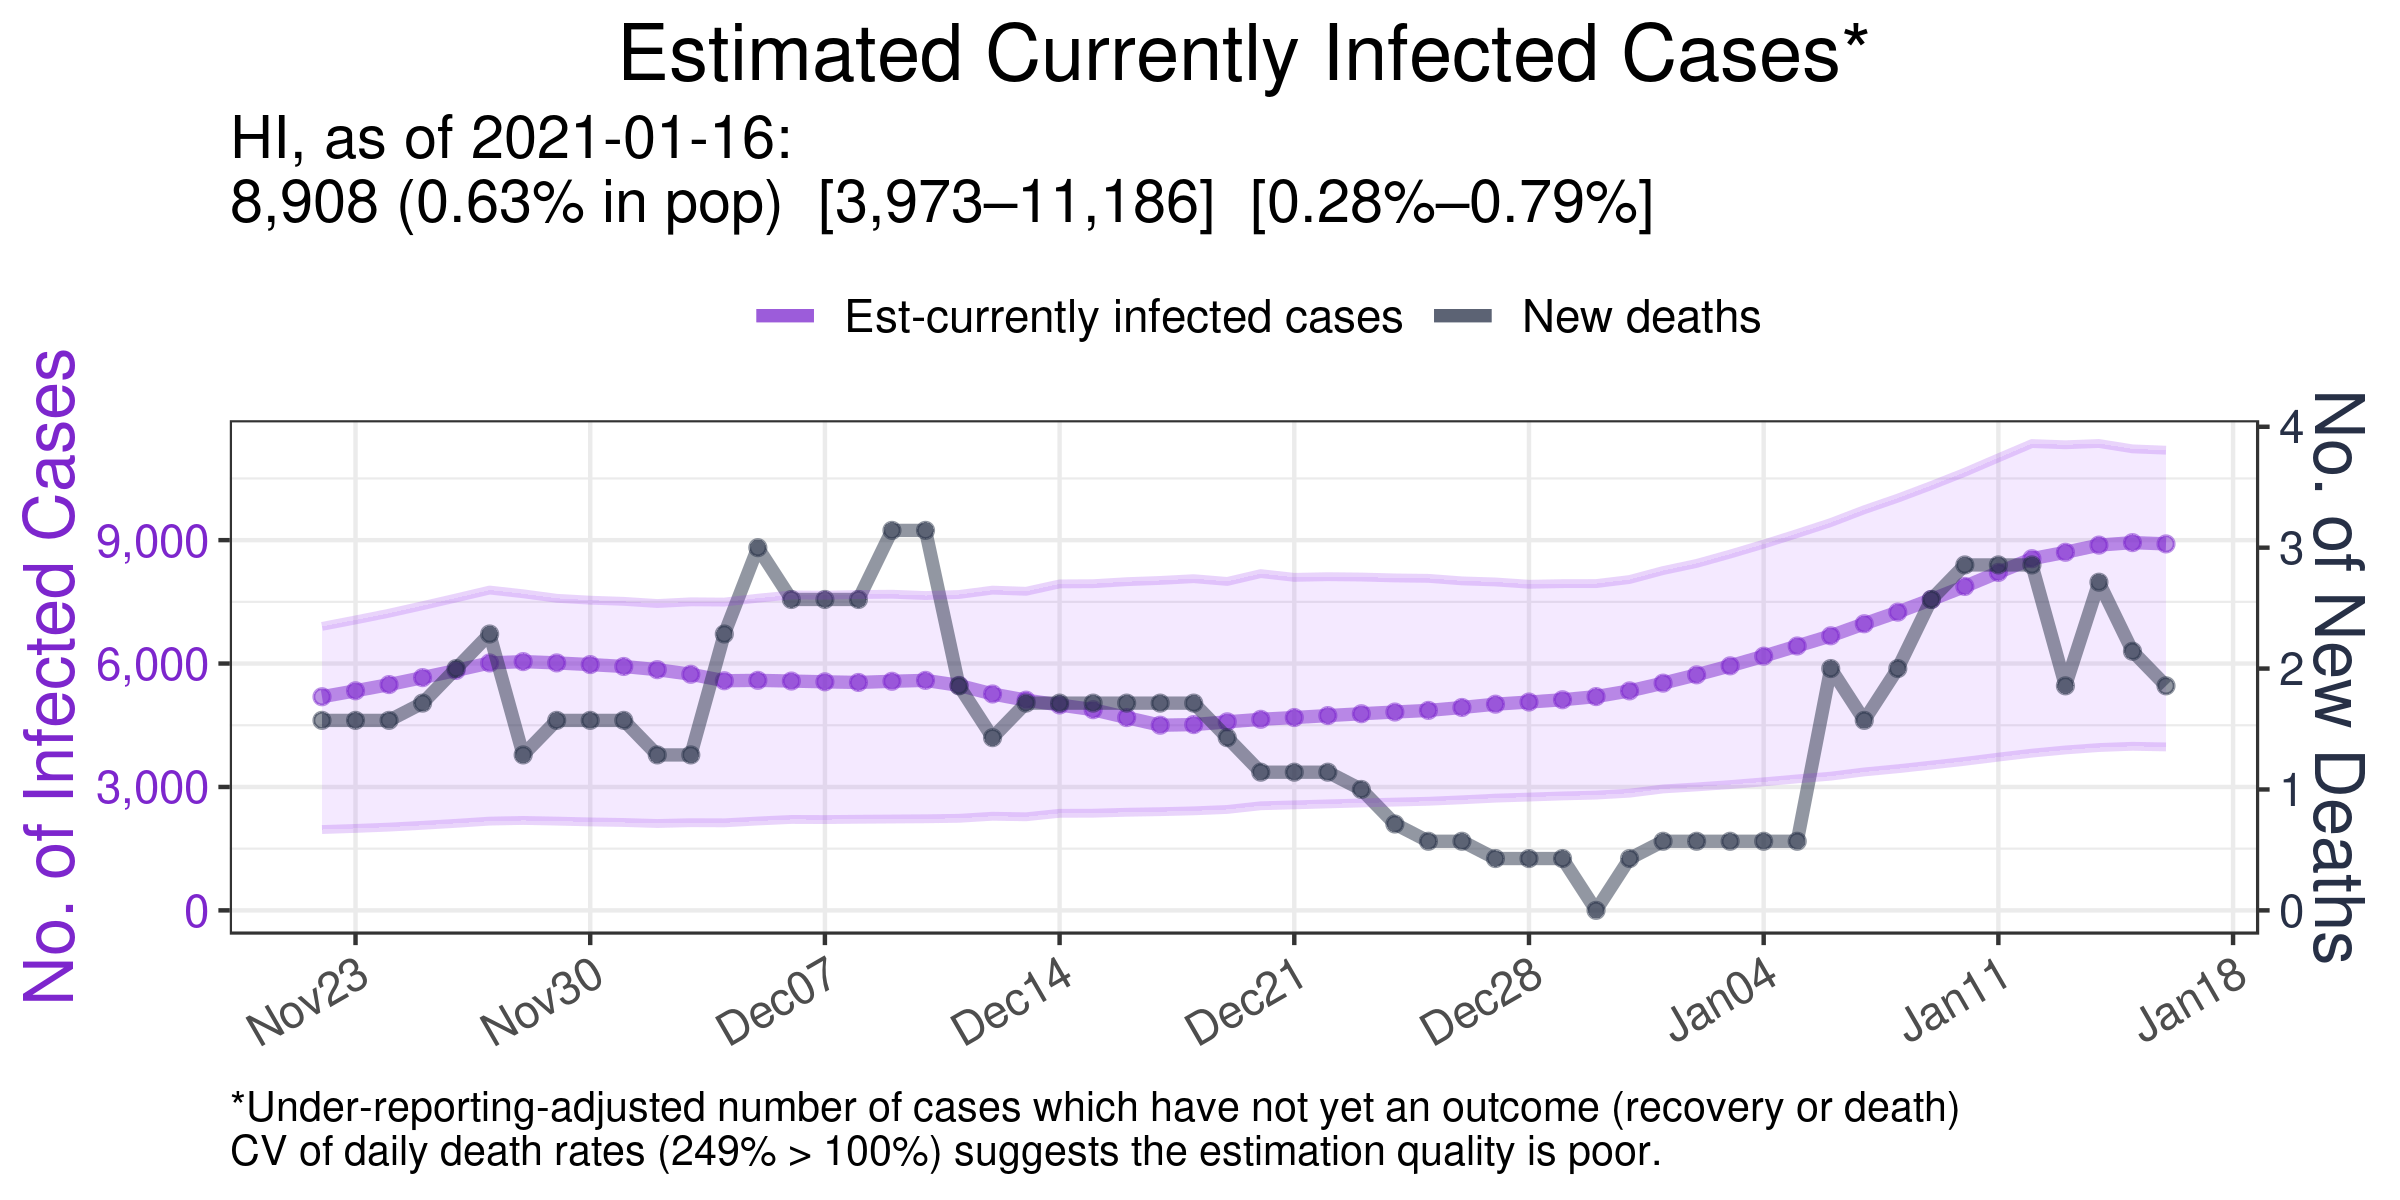 Estimated Currently Infected Cases*
HI, as of 2021-01-16:
8,908 (0.63% in pop)  [3,973–11,186]  [0.28%–0.79%]
Est-currently infected cases
New deaths
No. of Infected Cases
9,000
6,000
3,000
0
4
3
2
1
0
No. of New Deaths
Nov23
Nov30
Dec07
Dec14
Dec21
Dec28
Jan04
Jan11
Jan18
*Under-reporting-adjusted number of cases which have not yet an outcome (recovery or death)
CV of daily death rates (249% > 100%) suggests the estimation quality is poor.